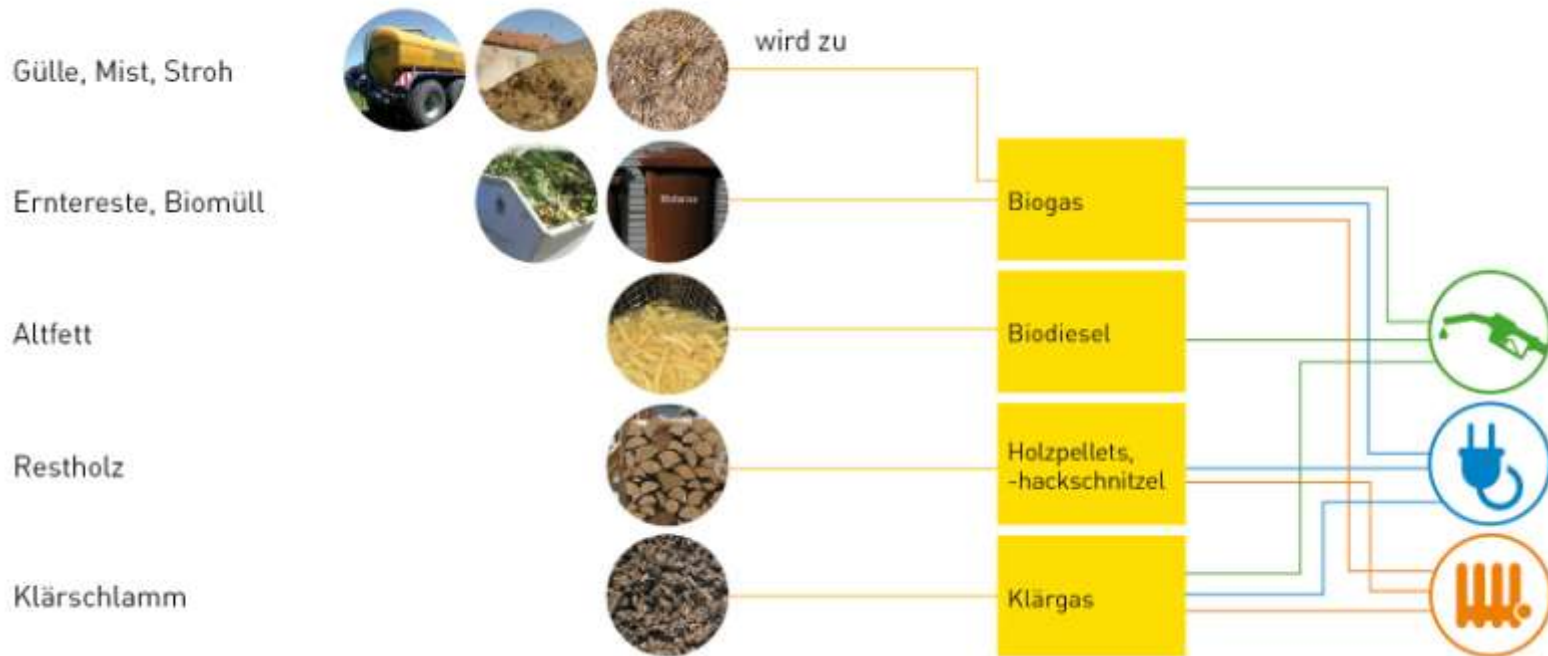 Gülle, Mist, Stroh
wird zu
Erntereste, Biomüll
Biogas
Altfett
Biodiesel
Restholz
Holzpellets,
-hackschnitzel
Klärschlamm
Klärgas